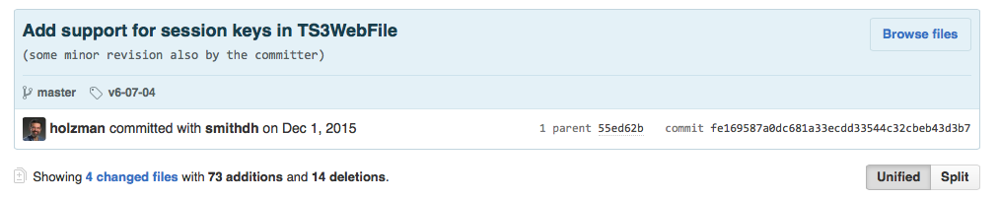 Add support for session keys in TS3WebFile
Browse files
(some minor revision also by the committer)
master v6-07-04
holzman committed with smithdh on Dec 1, 2015 1 parent 55ed62b commit fe169587a0dc681a33ecdd33544c32cbeb43d3b7
Showing 4 changed files with 73 additions and 14 deletions. Unified Split